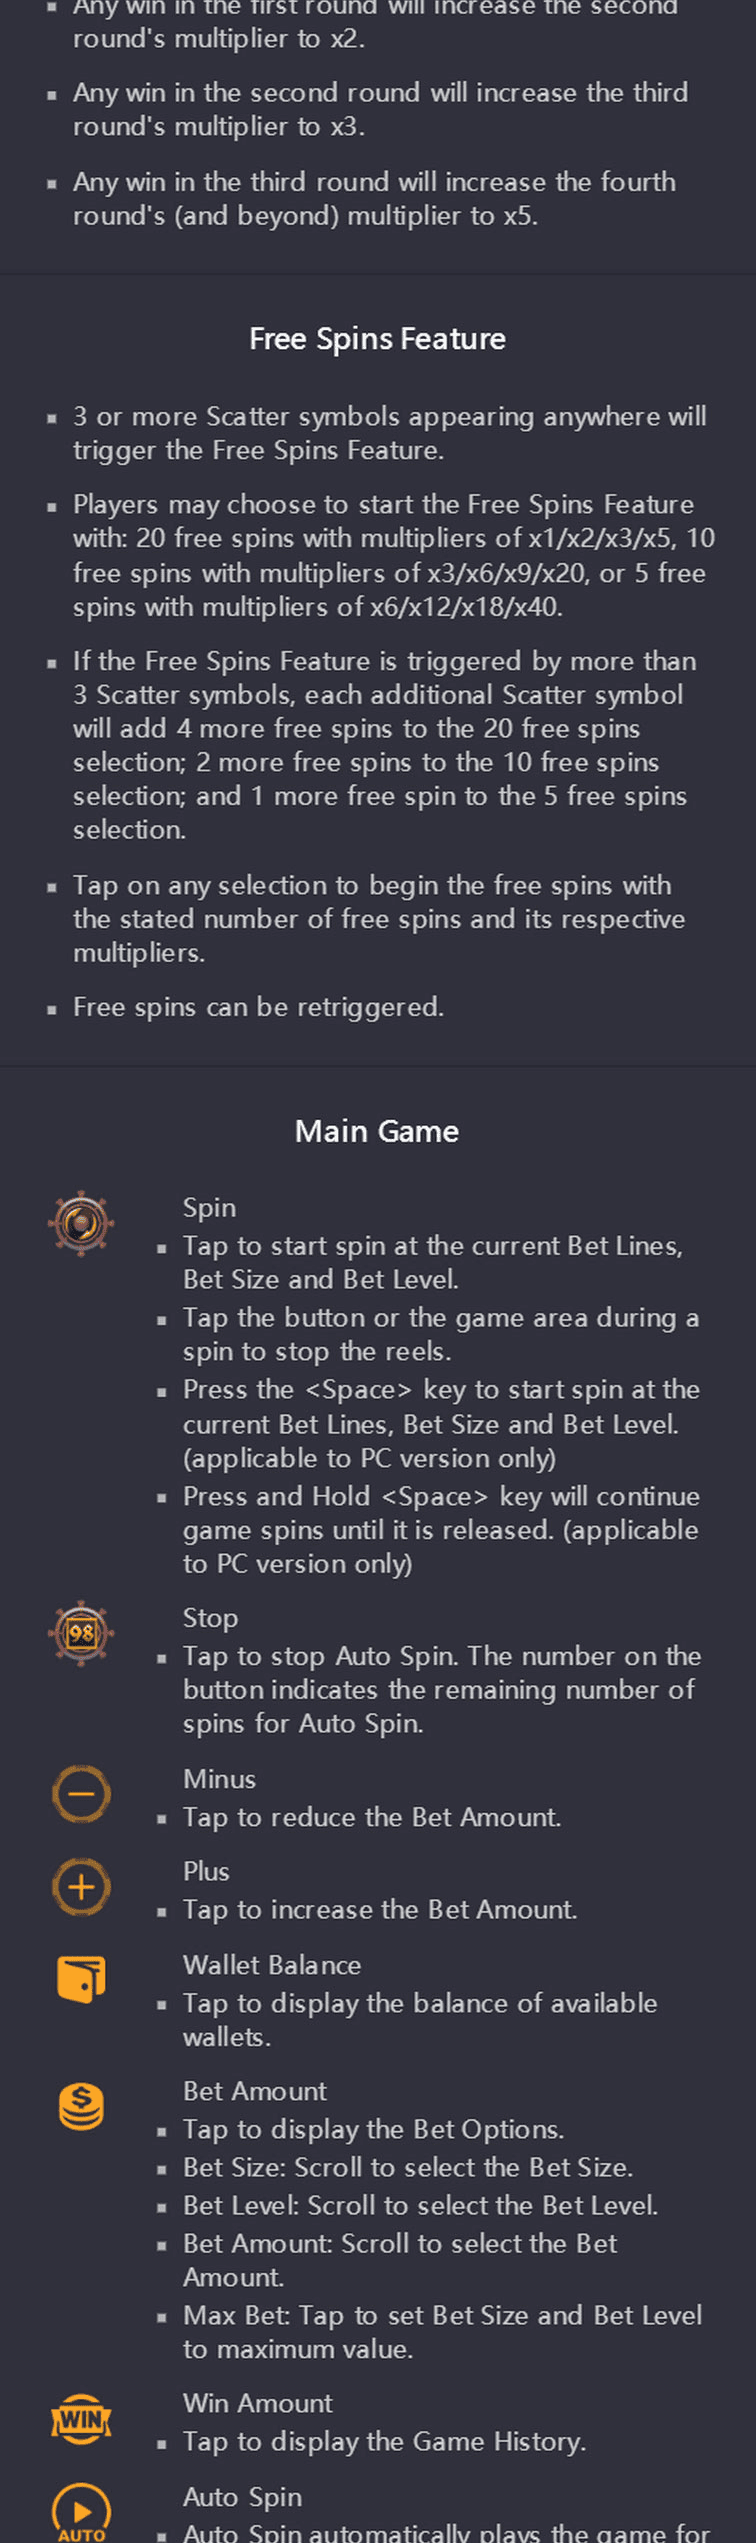 Any win in the first round will increase the second
round's multiplier to x2.
Any win in the second round will increase the third
round's multiplier to x3.
Any win in the third round will increase the fourth
round's (and beyond) multiplier to x5.
Free Spins Feature
3 or more Scatter symbols appearing anywhere will
trigger the Free Spins Feature.
Players may choose to start the Free Spins Feature
with: 20 free spins with multipliers of x1/x2/x3/x5, 10
free spins with multipliers of x3/x6/x9/x20, or 5 free
spins with multipliers of x6/x12/x18/x40.
If the Free Spins Feature is triggered by more than
3 Scatter symbols, each additional Scatter symbol
will add 4 more free spins to the 20 free spins
selection; 2 more free spins to the 10 free spins
selection; and 1 more free spin to the 5 free spins
selection.
Tap on any selection to begin the free spins with
the stated number of free spins and its respective
multipliers.
Free spins can be retriggered.
Main Game
Spin
Tap to start spin at the current Bet Lines,
Bet Size and Bet Level.
Tap the button or the game area during a
spin to stop the reels.
Press the <Space> key to start spin at the
current Bet Lines, Bet Size and Bet Level.
(applicable to PC version only)
Press and Hold <Space> key will continue
game spins until it is released. (applicable
to PC version only)
98
Stop
Tap to stop Auto Spin. The number on the
button indicates the remaining number of
spins for Auto Spin.
Minus
Tap to reduce the Bet Amount.
Plus
Tap to increase the Bet Amount.
Wallet Balance
Tap to display the balance of available
wallets.
$
Bet Amount
Tap to display the Bet Options.
Bet Size: Scroll to select the Bet Size.
Bet Level: Scroll to select the Bet Level.
Bet Amount: Scroll to select the Bet
Amount.
Max Bet: Tap to set Bet Size and Bet Level
to maximum value.
WIN
Win Amount
Tap to display the Game History.
Auto Spin
AUTO
Auto Spin automatically plays the game for